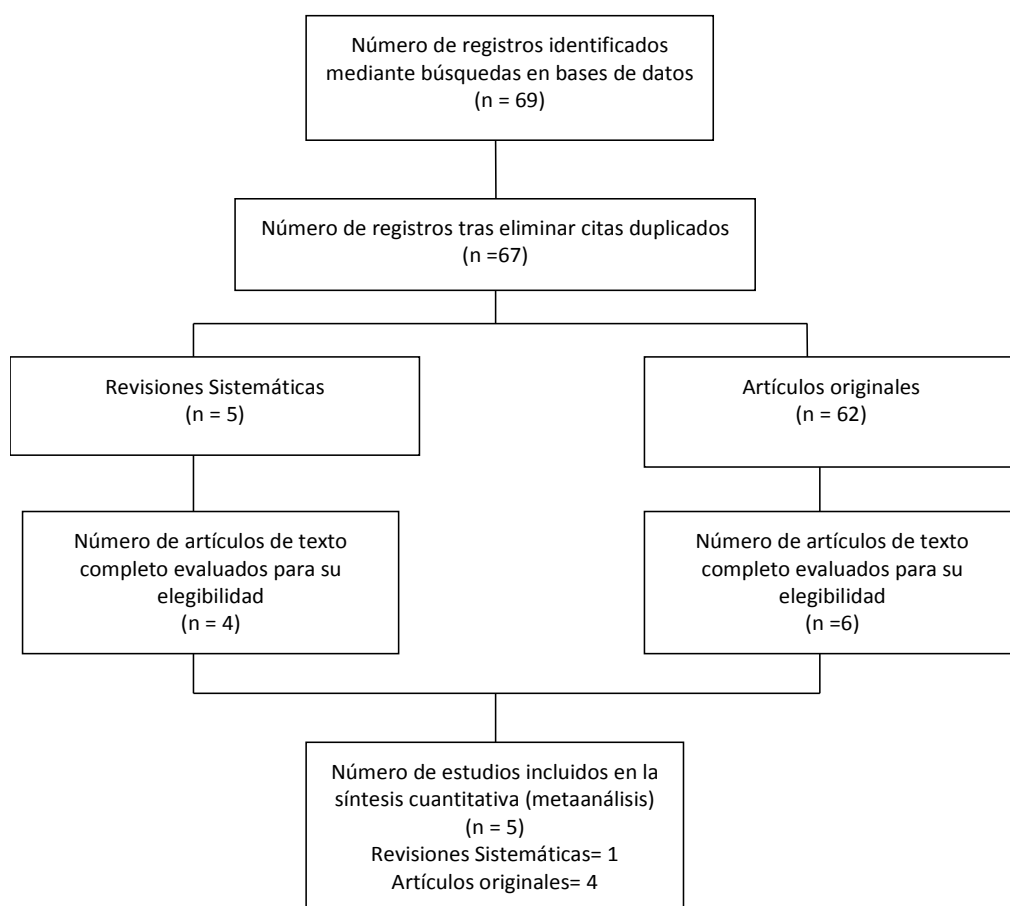 Número de registros identificados
mediante búsquedas en bases de datos
(n = 69)
Número de registros tras eliminar citas duplicados
(n =67)
Revisiones Sistemáticas
(n = 5)
Artículos originales
(n = 62)
Número de artículos de texto
completo evaluados para su
elegibilidad
(n = 4)
Número de artículos de texto
completo evaluados para su
elegibilidad
(n =6)
Número de estudios incluidos en la
síntesis cuantitativa (metaanálisis)
(n = 5)
Revisiones Sistemáticas= 1
Artículos originales= 4